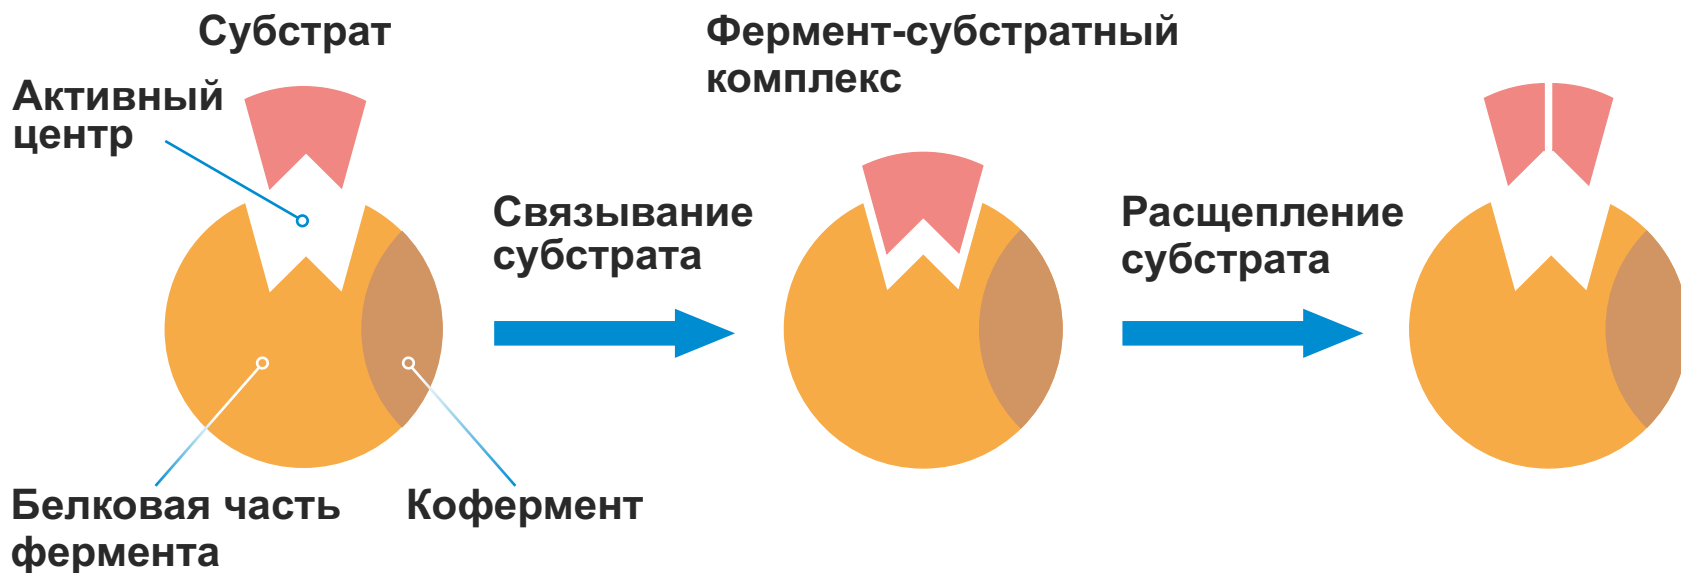 Субстрат
Активный
центр
Фермент-субстратный
комплекс
Связывание
субстрата
Расщепление
субстрата
Белковая часть
фермента
Кофермент